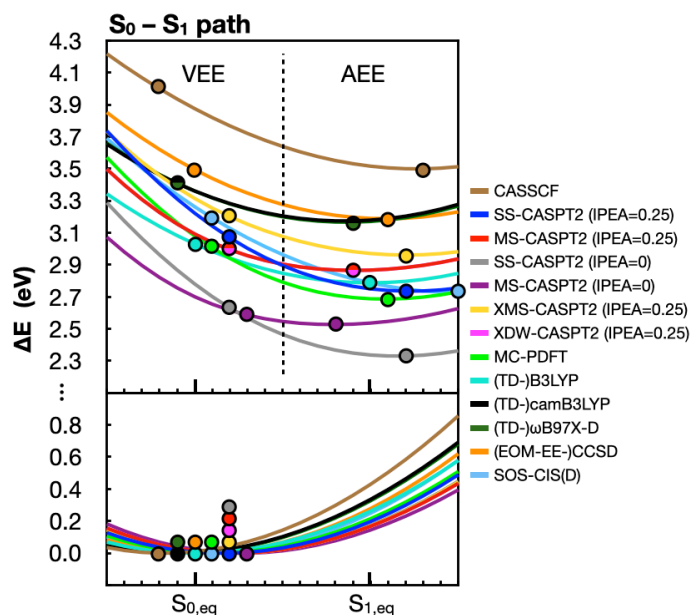 S₀ – S₁ path
VEE
AEE
ΔE (eV)
4.3
4.1
3.9
3.7
3.5
3.3
3.1
2.9
2.7
2.5
2.3
...
0.8
0.6
0.4
0.2
0.0
S₀,eq
S₁,eq
CASSCF
SS-CASPT2 (IPEA=0.25)
MS-CASPT2 (IPEA=0.25)
SS-CASPT2 (IPEA=0)
MS-CASPT2 (IPEA=0)
XMS-CASPT2 (IPEA=0.25)
XDW-CASPT2 (IPEA=0.25)
MC-PDFT
(TD-)B3LYP
(TD-)camB3LYP
(TD-)ωB97X-D
(EOM-EE-)CCSD
SOS-CIS(D)